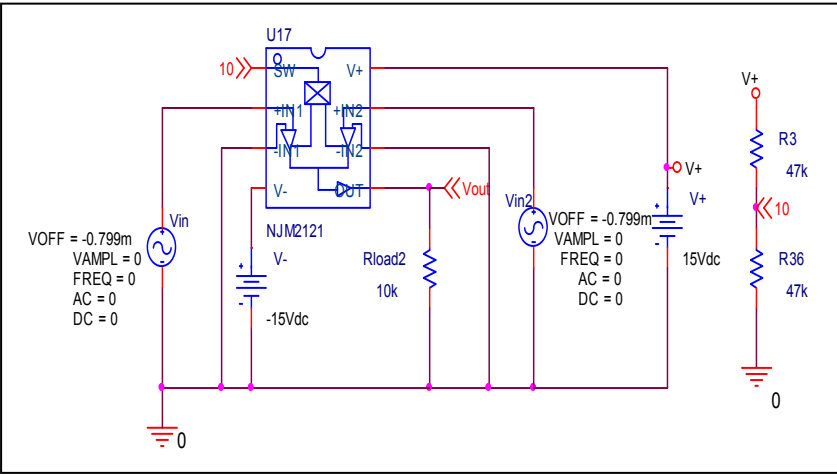 U17
10
SW
V+
+IN1
+IN2
-IN1
-IN2
V-
OUT
NJM2121
Vout
Vin
VOFF = -0.799m
VAMPL = 0
FREQ = 0
AC = 0
DC = 0
V-
-15Vdc
Rload2
10k
Vin2
VOFF = -0.799m
VAMPL = 0
FREQ = 0
AC = 0
DC = 0
V+
V+
15Vdc
V+
R3
47k
10
R36
47k
0
0